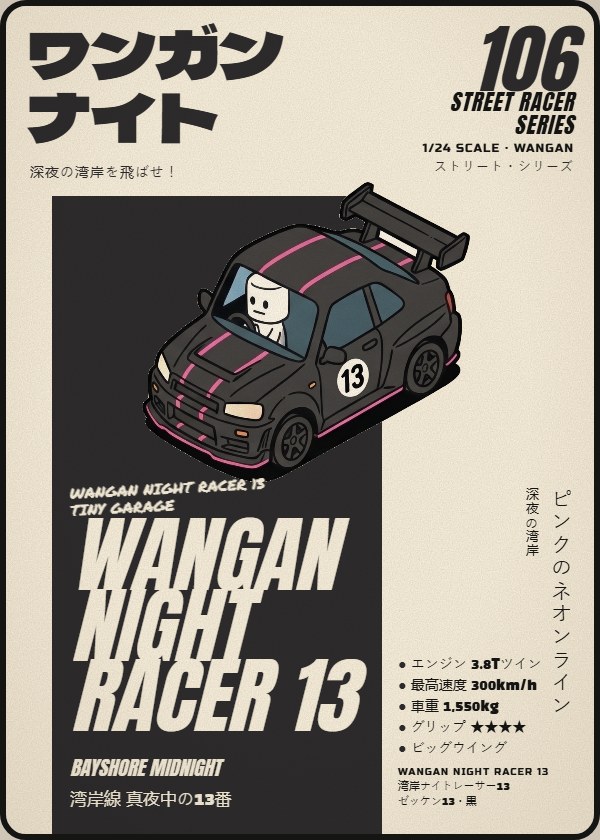 ワンガン
ナイト
深夜の湾岸を飛ばせ！
106
STREET RACER
SERIES
1/24 SCALE・WANGAN
ストリート・シリーズ
13
WANGAN NIGHT RACER 13
TINY GARAGE
WANGAN
NIGHT
RACER 13
BAYSHORE MIDNIGHT
湾岸線 真夜中の13番
ピンクのネオンライン
深夜の湾岸
● エンジン 3.8Tツイン
● 最高速度 300km/h
● 車重 1,550kg
● グリップ ★★★★
● ビッグウイング
WANGAN NIGHT RACER 13
湾岸ナイトレーサー13
ゼッケン13・黒